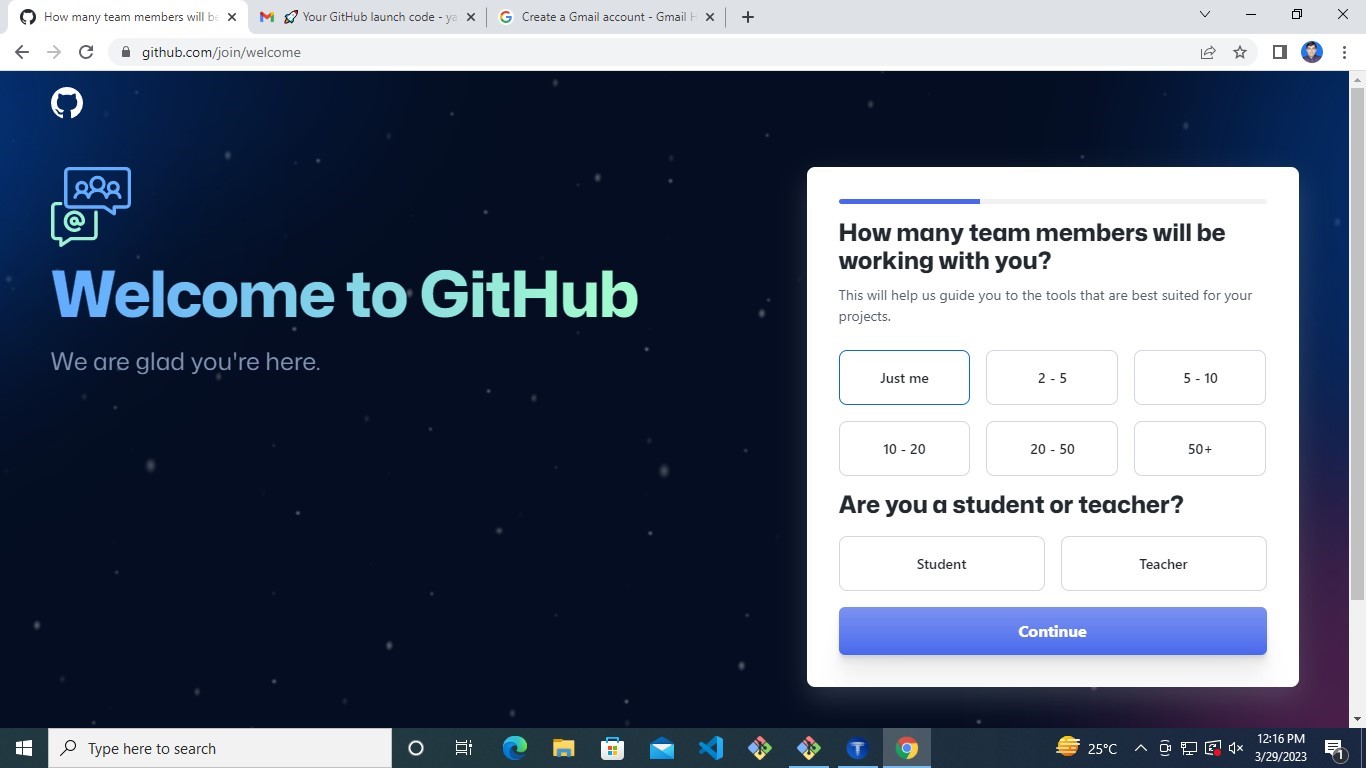 How many team members will be
Your GitHub launch code - ya
Create a Gmail account - Gmail H
github.com/join/welcome
Welcome to GitHub
We are glad you're here.
How many team members will be
working with you?
This will help us guide you to the tools that are best suited for your
projects.
Just me
2 - 5
5 - 10
10 - 20
20 - 50
50+
Are you a student or teacher?
Student
Teacher
Continue
Type here to search
25°C
12:16 PM
3/29/2023
1